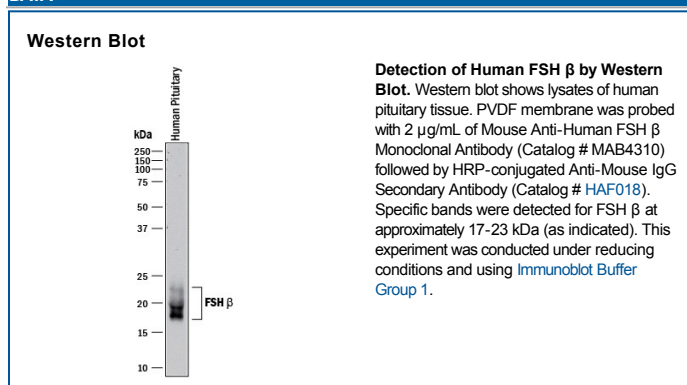 Western Blot
Human Pituitary
kDa
250
150
100
75
50
37
25
20
15
10
FSH β
Detection of Human FSH β by Western
Blot. Western blot shows lysates of human
pituitary tissue. PVDF membrane was probed
with 2 µg/mL of Mouse Anti-Human FSH β
Monoclonal Antibody (Catalog # MAB4310)
followed by HRP-conjugated Anti-Mouse IgG
Secondary Antibody (Catalog # HAF018).
Specific bands were detected for FSH β at
approximately 17-23 kDa (as indicated). This
experiment was conducted under reducing
conditions and using Immunoblot Buffer
Group 1.